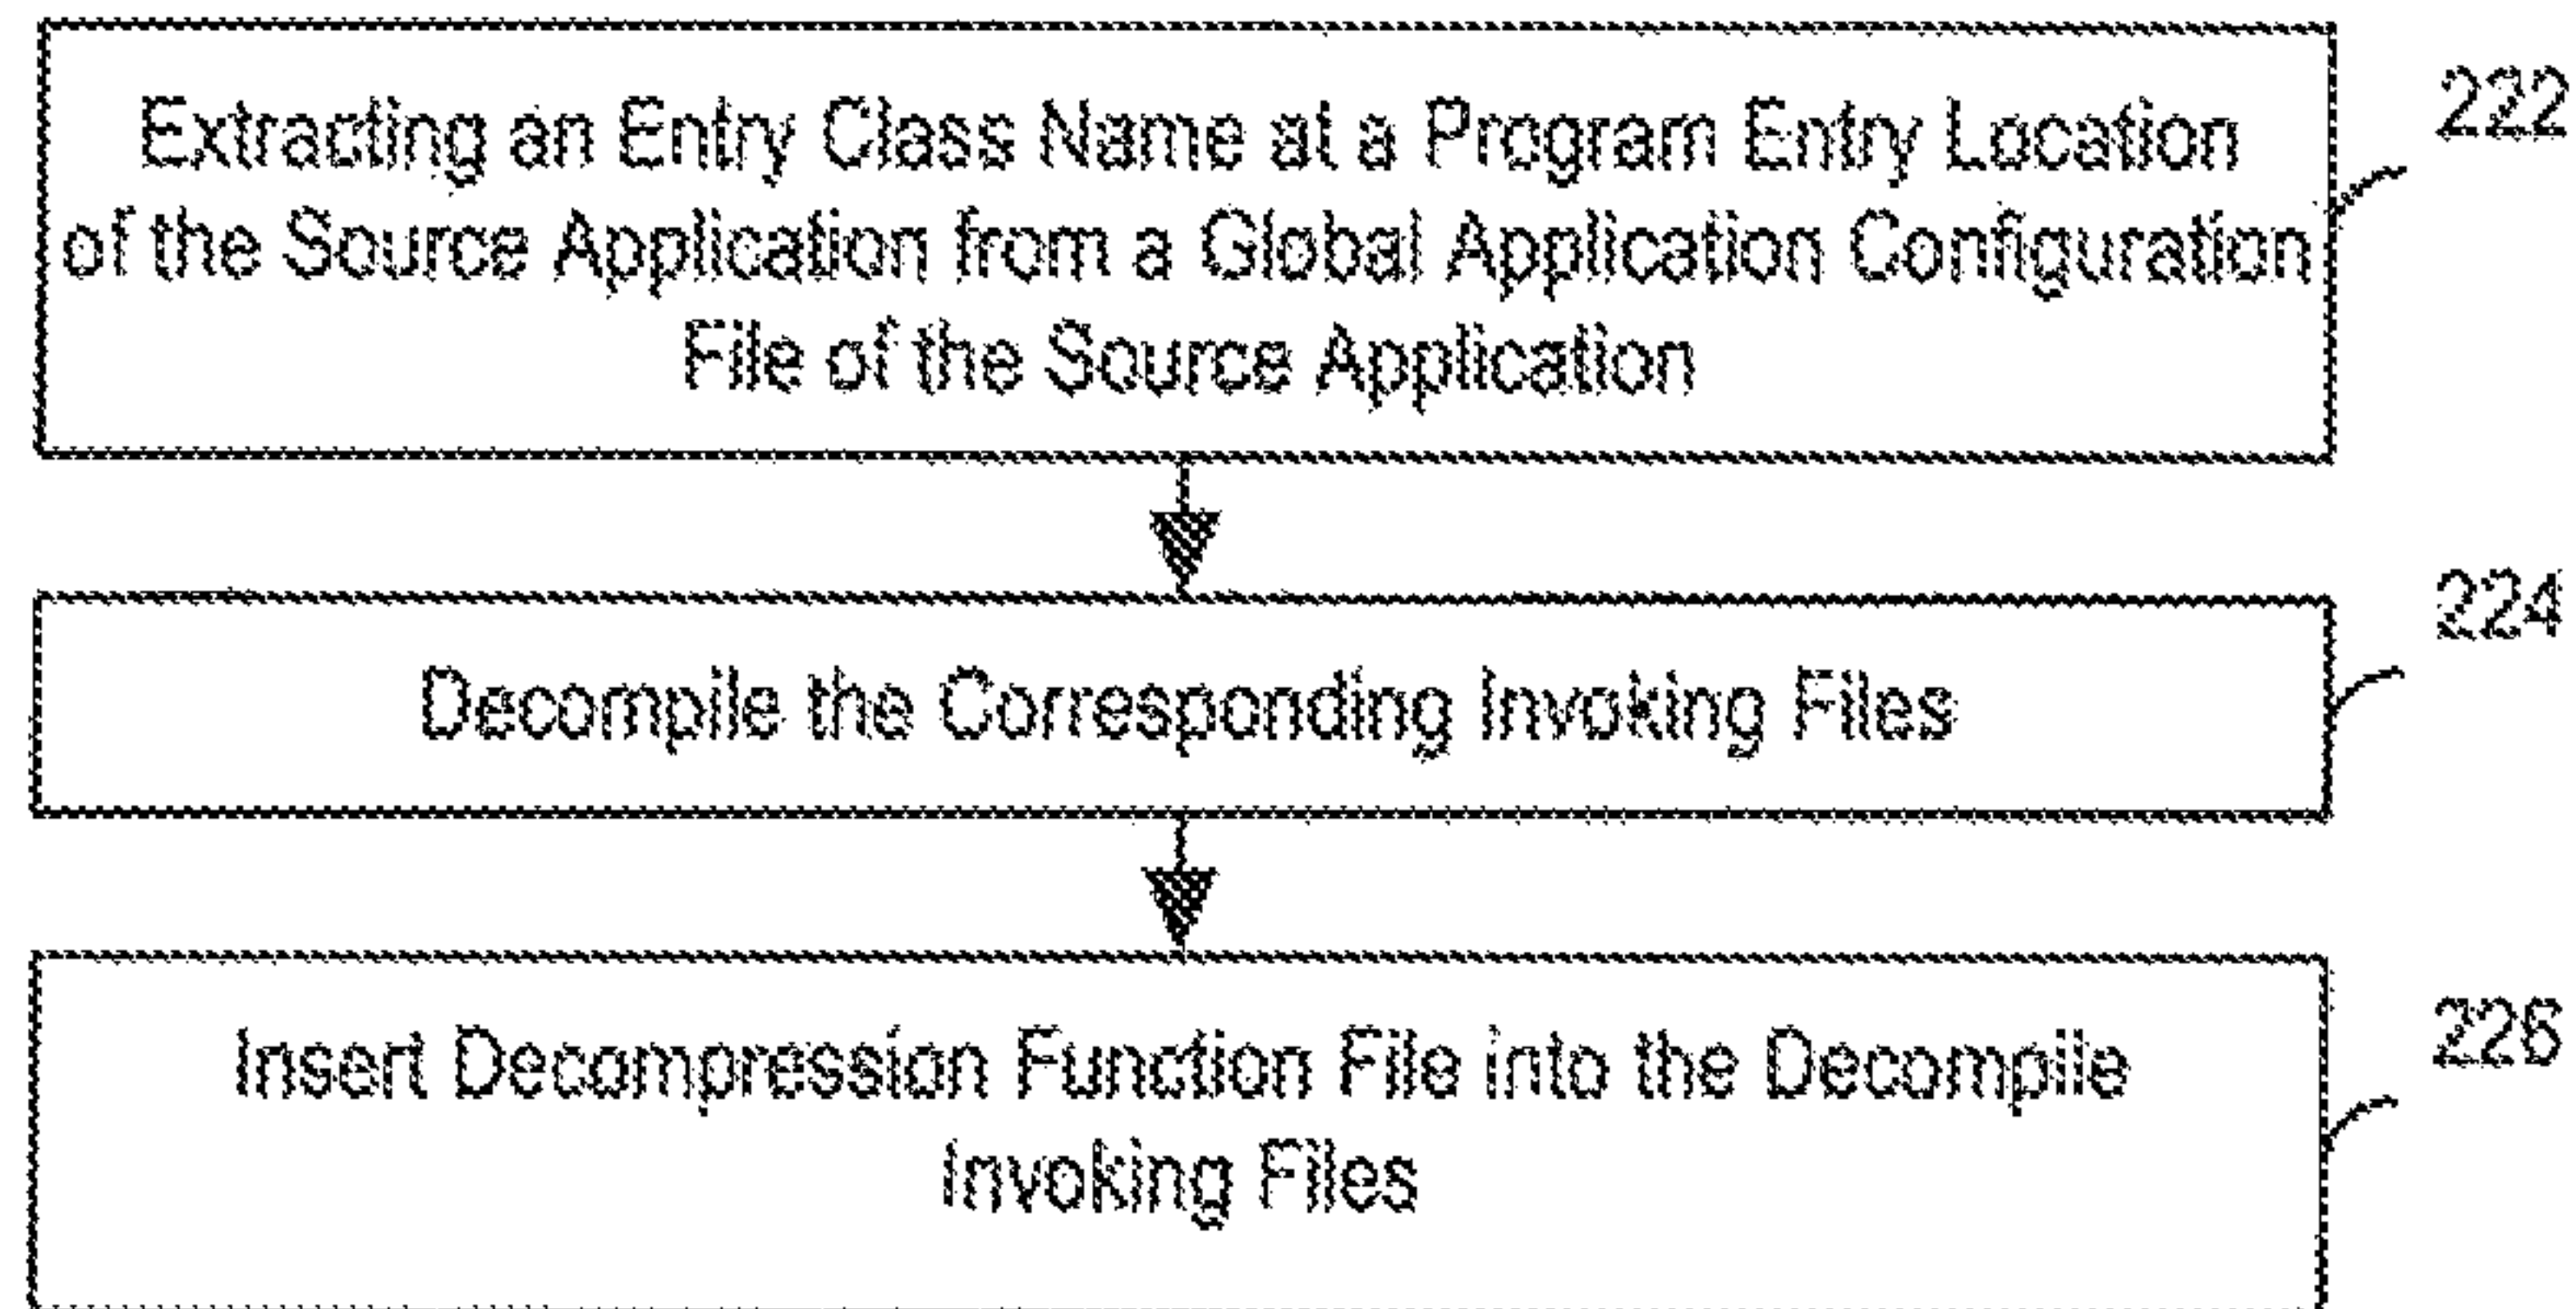 Extracting an Entry Class Name at a Program Entry Location
of the Source Application from a Global Application Configuration
File of the Source Application
222
Decompile the Corresponding Invoking Files
224
Insert Decompression Function File into the Decompile
Invoking Files
226